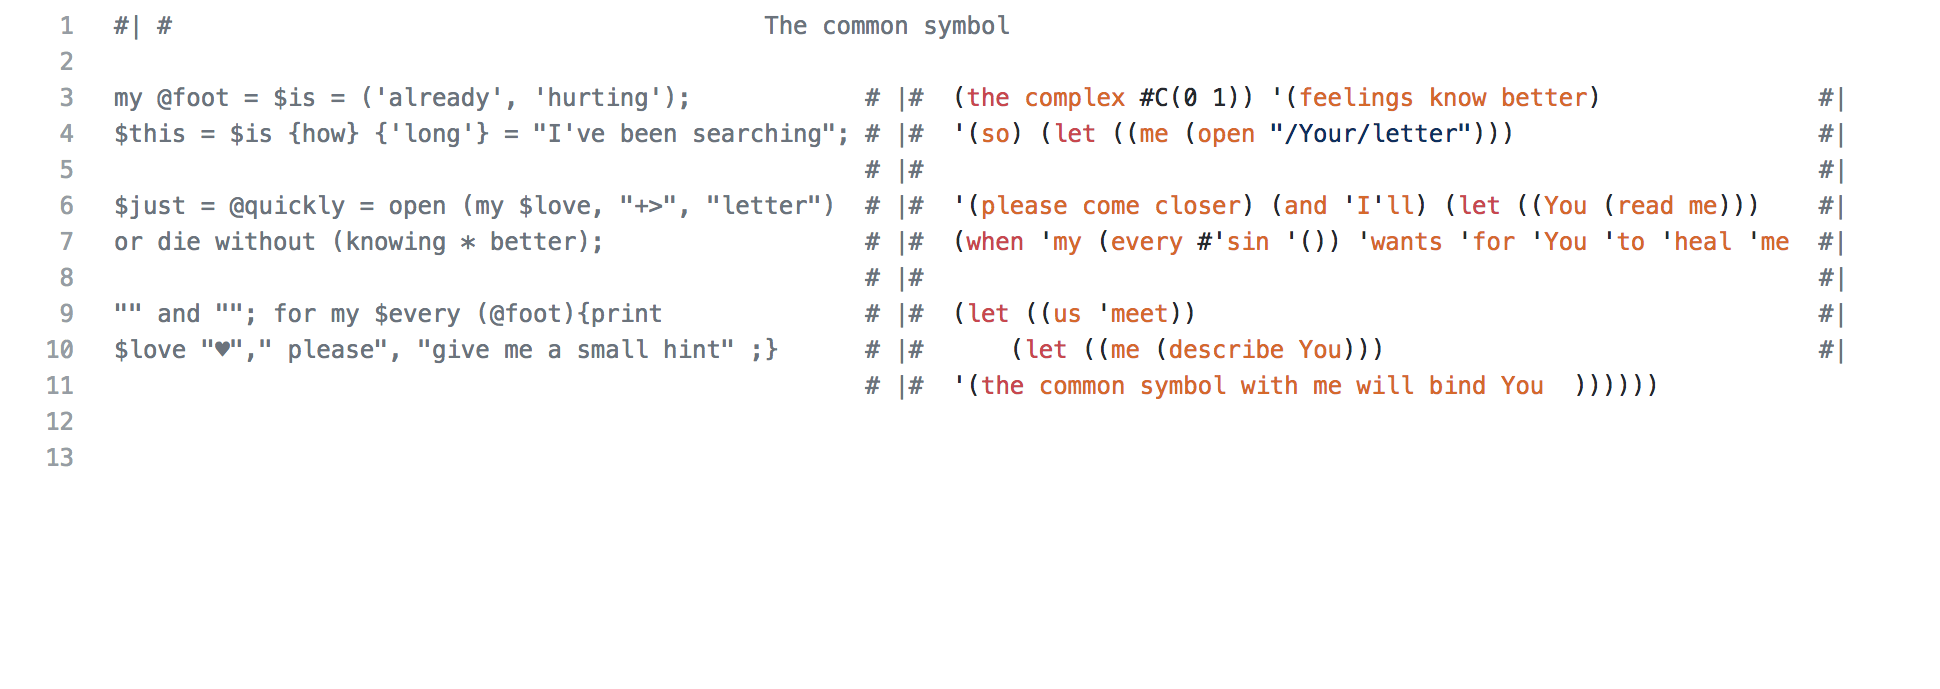 1 #| # The common symbol
2
3 my @foot = $is = ('already', 'hurting'); # |# (the complex #C(0 1)) '(feelings know better) #|
4 $this = $is {how} {'long'} = "I've been searching"; # |# '(so) (let ((me (open "/Your/letter"))) #|
5 # |# #|
6 $just = @quickly = open (my $love, "+>", "letter") # |# '(please come closer) (and 'I'll) (let ((You (read me))) #|
7 or die without (knowing * better); # |# (when 'my (every #'sin '()) 'wants 'for 'You 'to 'heal 'me #|
8 # |# #|
9 "" and ""; for my $every (@foot){print # |# (let ((us 'meet)) #|
10 $love "♥"," please", "give me a small hint" ;} # |# (let ((me (describe You))) #|
11 # |# '(the common symbol with me will bind You ))))))
12
13